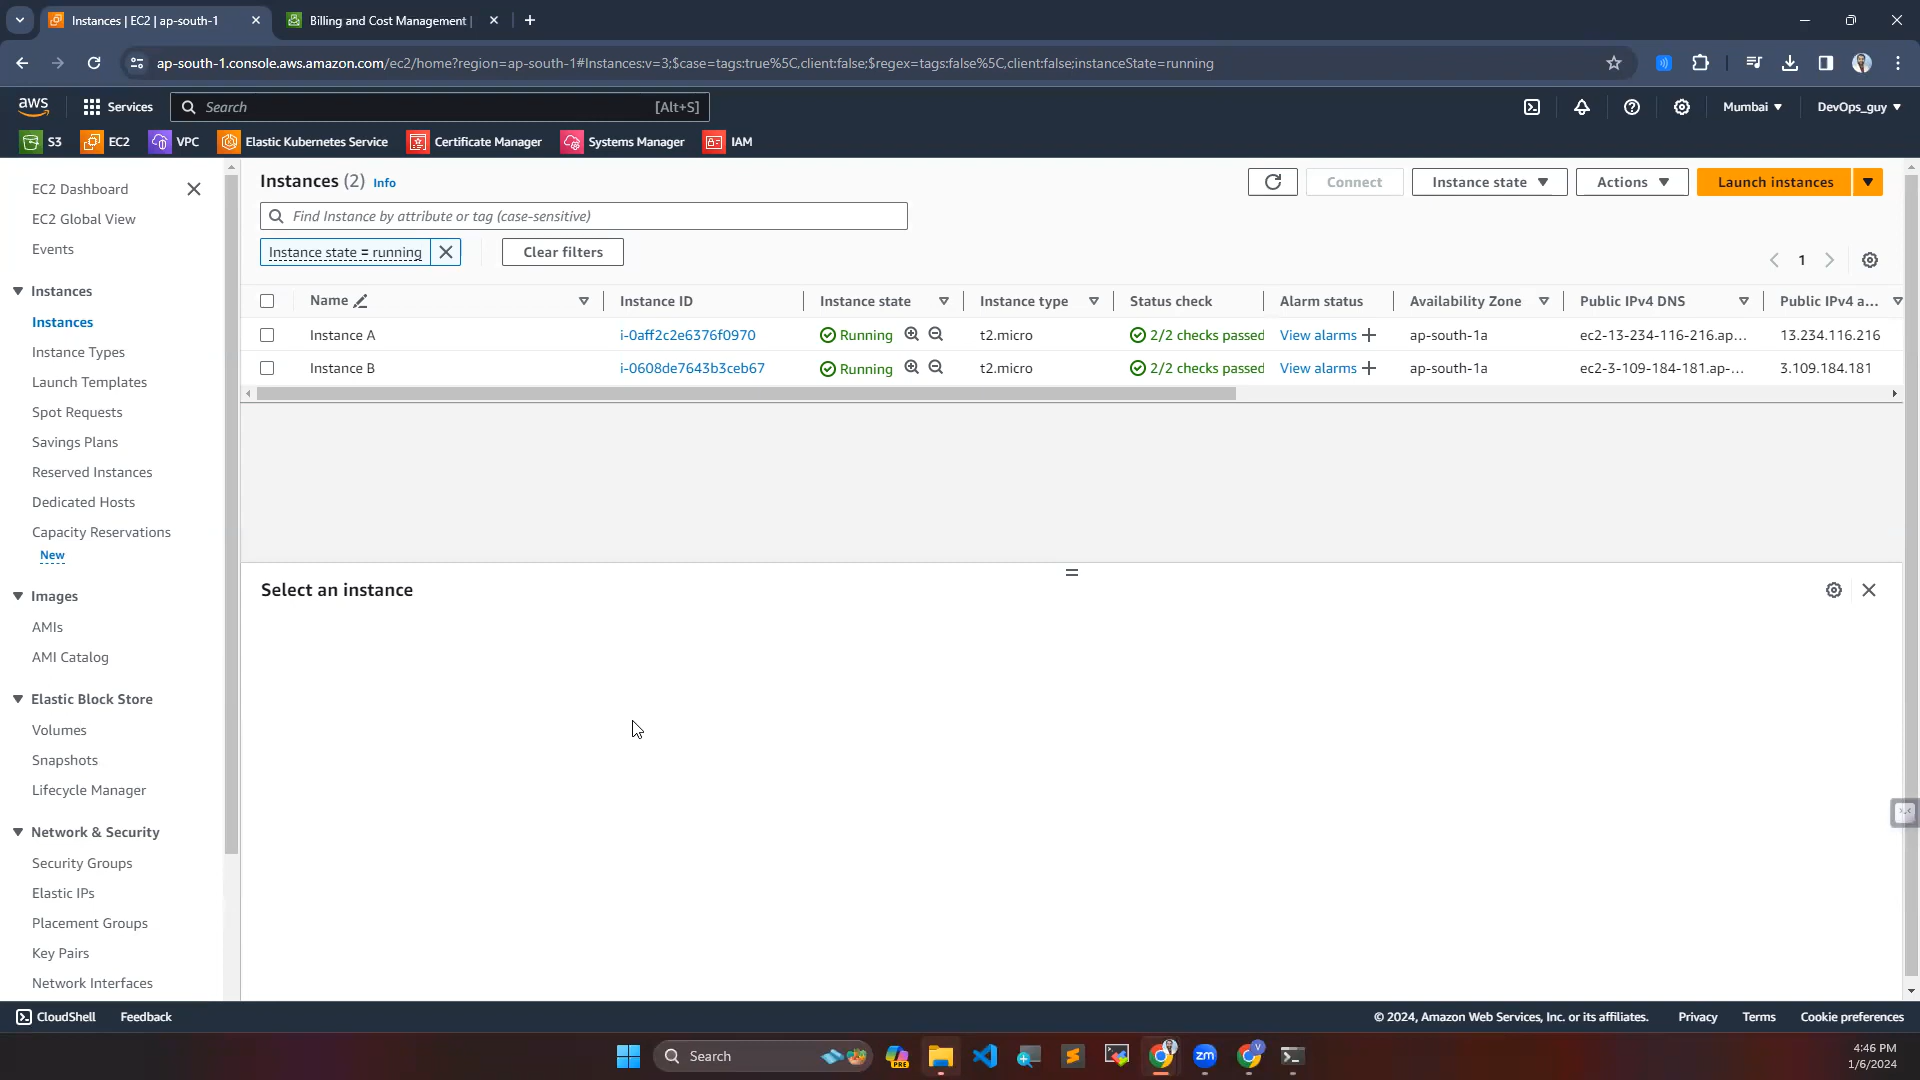 Instances | EC2 | ap-south-1
Billing and Cost Management |
ap-south-1.console.aws.amazon.com/ec2/home?region=ap-south-1#Instances:v=3;$case=tags:true%5C,client:false;$regex=tags:false%5C,client:false;instanceState=running
aws Services Search [Alt+S] Mumbai DevOps_guy
S3 EC2 VPC Elastic Kubernetes Service Certificate Manager Systems Manager IAM
EC2 Dashboard
EC2 Global View
Events
Instances
Instances
Instance Types
Launch Templates
Spot Requests
Savings Plans
Reserved Instances
Dedicated Hosts
Capacity Reservations
New
Images
AMIs
AMI Catalog
Elastic Block Store
Volumes
Snapshots
Lifecycle Manager
Network & Security
Security Groups
Elastic IPs
Placement Groups
Key Pairs
Network Interfaces
Instances (2) Info Connect Instance state Actions Launch instances
Find Instance by attribute or tag (case-sensitive)
Instance state = running Clear filters
1
Name Instance ID Instance state Instance type Status check Alarm status Availability Zone Public IPv4 DNS Public IPv4 a...
Instance A i-0aff2c2e6376f0970 Running t2.micro 2/2 checks passed View alarms ap-south-1a ec2-13-234-116-216.ap... 13.234.116.216
Instance B i-0608de7643b3ceb67 Running t2.micro 2/2 checks passed View alarms ap-south-1a ec2-3-109-184-181.ap-... 3.109.184.181
Select an instance
CloudShell Feedback © 2024, Amazon Web Services, Inc. or its affiliates. Privacy Terms Cookie preferences
Search PRE zm V
4:46 PM
1/6/2024